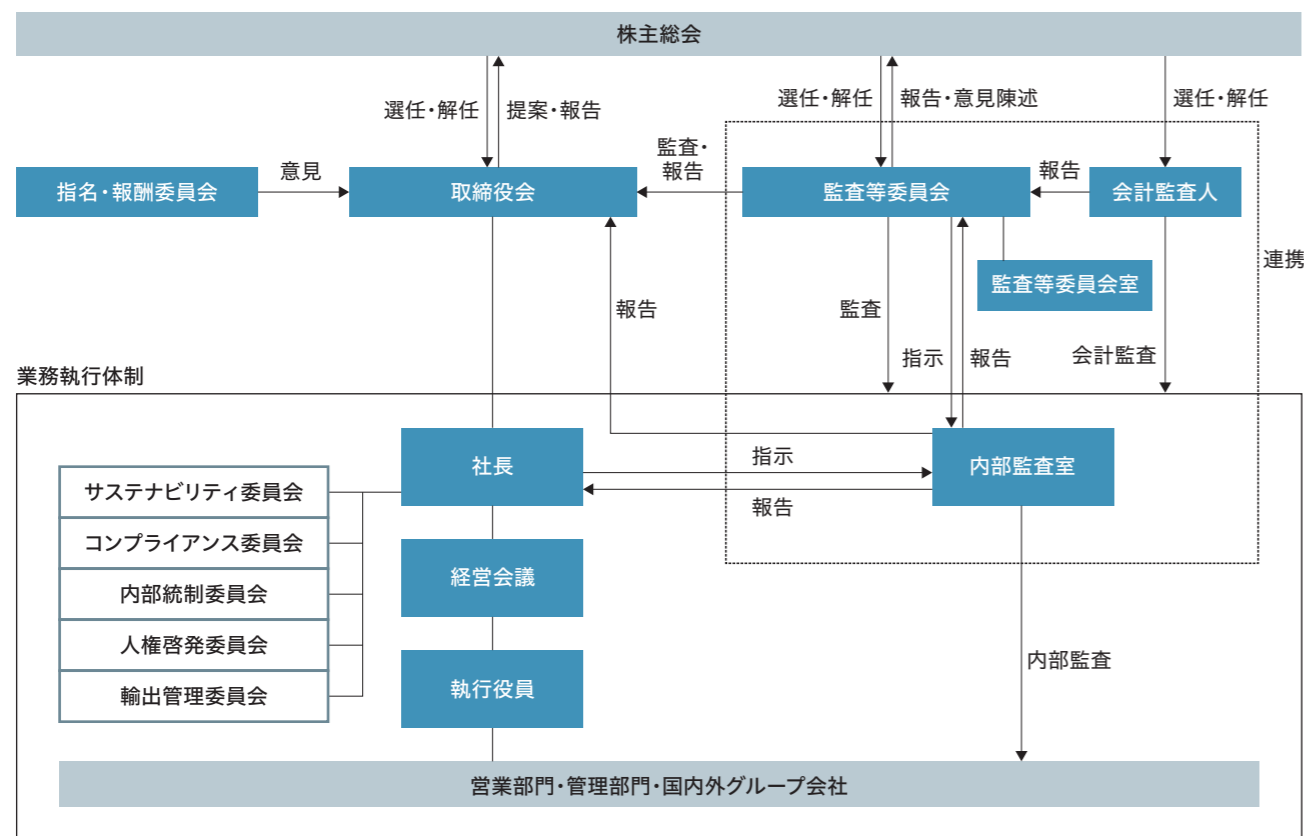 株主総会
選任・解任
提案・報告
選任・解任
報告・意見陳述
選任・解任
指名・報酬委員会
意見
取締役会
監査・
報告
監査等委員会
報告
会計監査人
監査等委員会室
連携
報告
監査
指示
報告
会計監査
業務執行体制
社長
指示
報告
内部監査室
サステナビリティ委員会
コンプライアンス委員会
内部統制委員会
人権啓発委員会
輸出管理委員会
経営会議
執行役員
内部監査
営業部門・管理部門・国内外グループ会社